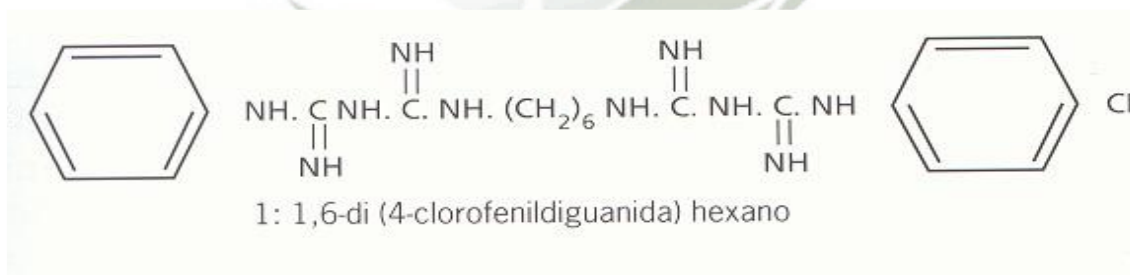 NH NH
NH. C NH. C. NH. (CH2)6 NH. C. NH. C. NH Cl
NH NH
1: 1,6-di (4-clorofenildiguanida) hexano